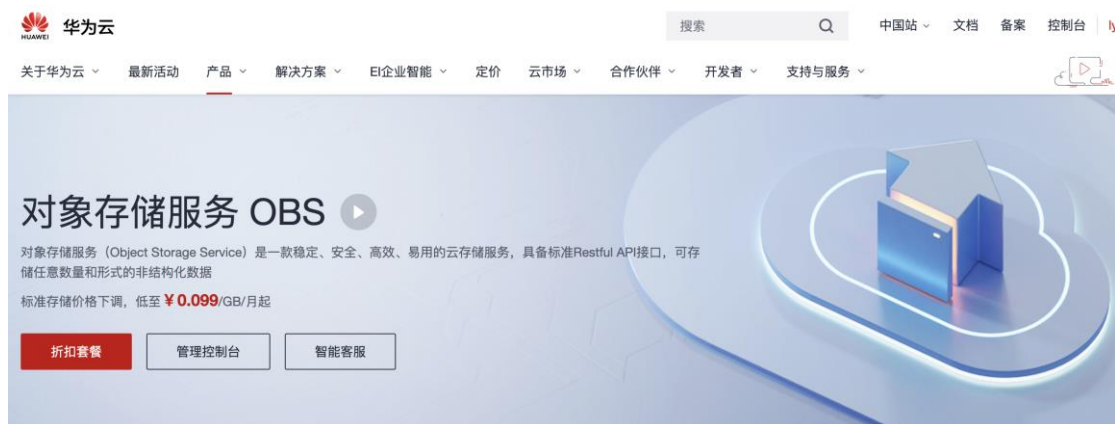 HUAWEI
华为云
搜索
中国站
文档
备案
控制台
关于华为云
最新活动
产品
解决方案
EI企业智能
定价
云市场
合作伙伴
开发者
支持与服务
对象存储服务 OBS
对象存储服务（Object Storage Service）是一款稳定、安全、高效、易用的云存储服务，具备标准Restful API接口，可存
储任意数量和形式的非结构化数据
标准存储价格下调，低至 ¥ 0.099/GB/月起
折扣套餐
管理控制台
智能客服